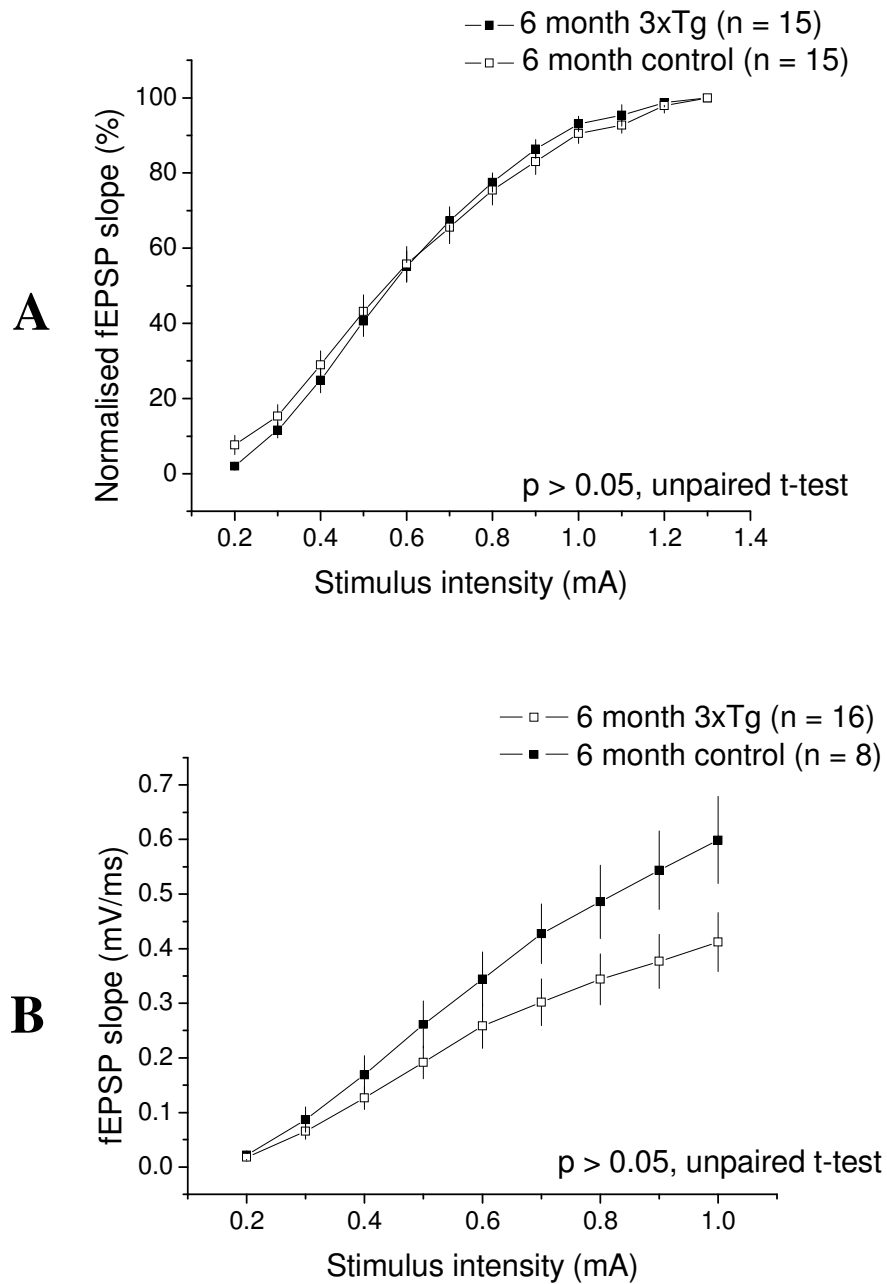 6 month 3xTg (n = 15)
6 month control (n = 15)
A
Normalised fEPSP slope (%)
100
80
60
40
20
0
p > 0.05, unpaired t-test
0.2 0.4 0.6 0.8 1.0 1.2 1.4
Stimulus intensity (mA)
6 month 3xTg (n = 16)
6 month control (n = 8)
B
fEPSP slope (mV/ms)
0.7
0.6
0.5
0.4
0.3
0.2
0.1
0.0
p > 0.05, unpaired t-test
0.2 0.4 0.6 0.8 1.0
Stimulus intensity (mA)